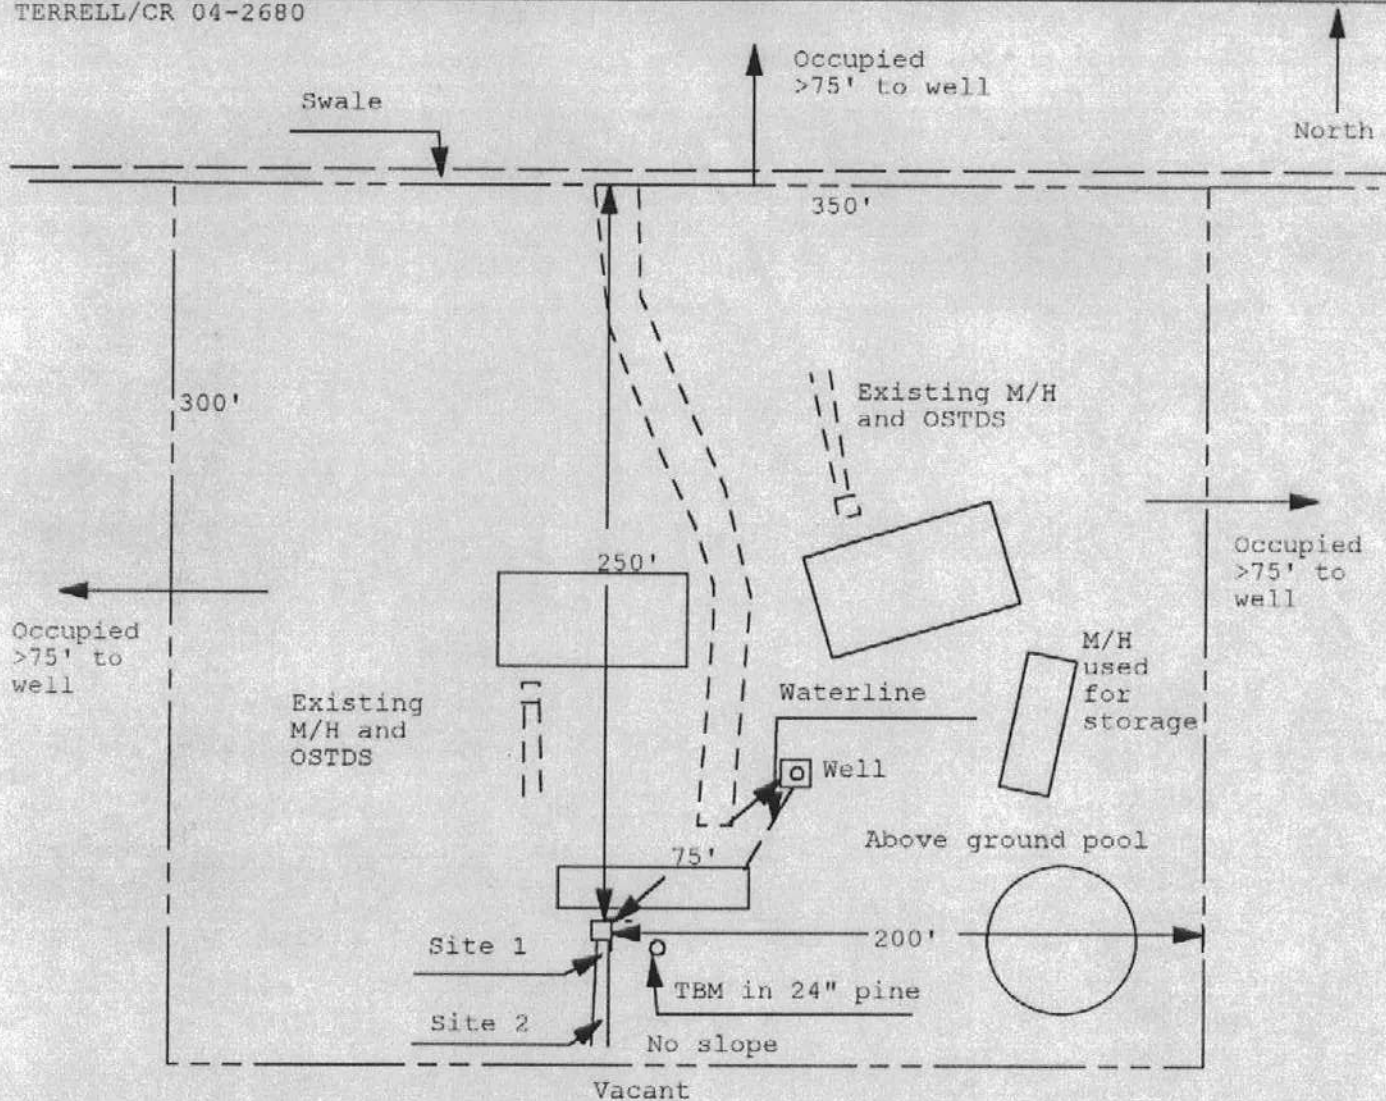 TERRELL/CR 04-2680
Occupied
>75' to well
North
Swale
350'
300'
Existing M/H
and OSTDS
250'
Occupied
>75' to
well
Occupied
>75' to
well
M/H
used
for
storage
Existing
M/H and
OSTDS
Waterline
Well
75'
Above ground pool
200'
Site 1
TBM in 24" pine
Site 2
No slope
Vacant